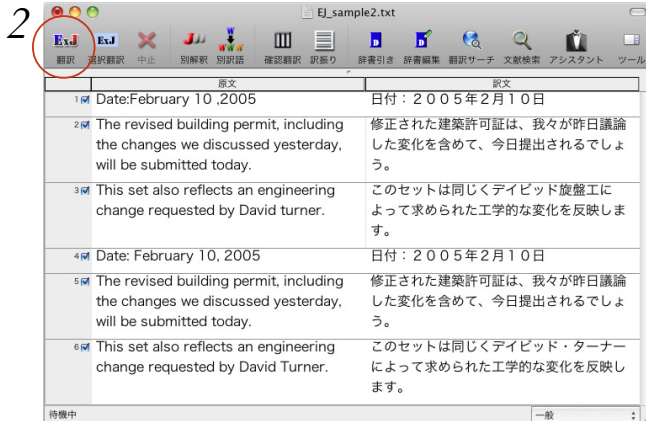 2
EJ_sample2.txt
ExJ ExJ
翻訳 選択翻訳 中止 別解釈 別訳語 確認翻訳 訳振り 辞書引き 辞書編集 翻訳サーチ 文献検索 アシスタント ツール
原文 訳文
1 Date:February 10 ,2005 日付：２００５年２月１０日
2 The revised building permit, including 修正された建築許可証は、我々が昨日議論
the changes we discussed yesterday, した変化を含めて、今日提出されるでしょ
will be submitted today. う。
3 This set also reflects an engineering このセットは同じくデイビッド旋盤工に
change requested by David turner. よって求められた工学的な変化を反映しま
す。
4 Date: February 10, 2005 日付：２００５年２月１０日
5 The revised building permit, including 修正された建築許可証は、我々が昨日議論
the changes we discussed yesterday, した変化を含めて、今日提出されるでしょ
will be submitted today. う。
6 This set also reflects an engineering このセットは同じくデイビッド・ターナー
change requested by David Turner. によって求められた工学的な変化を反映し
ます。
待機中 一般